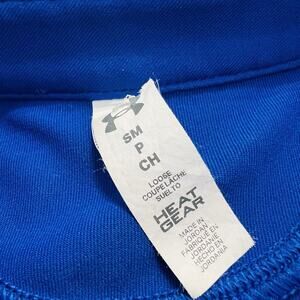 SM
P
CH
LOOSE
COUPE LÂCHE
SUELTO
HEAT
GEAR
MADE IN
JORDAN
FABRIQUÉ EN
JORDANIE
HECHO EN
JORDANIA